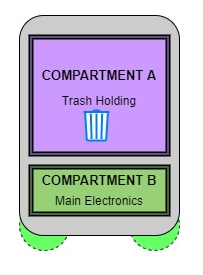 COMPARTMENT A
Trash Holding
COMPARTMENT B
Main Electronics